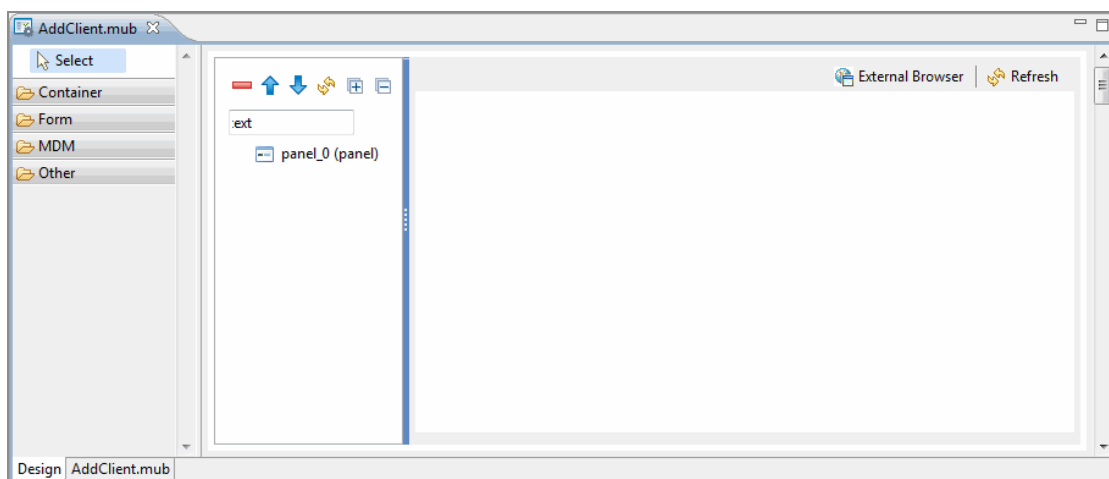 AddClient.mub
Select
Container
Form
MDM
Other
:ext
panel_0 (panel)
External Browser
Refresh
Design
AddClient.mub